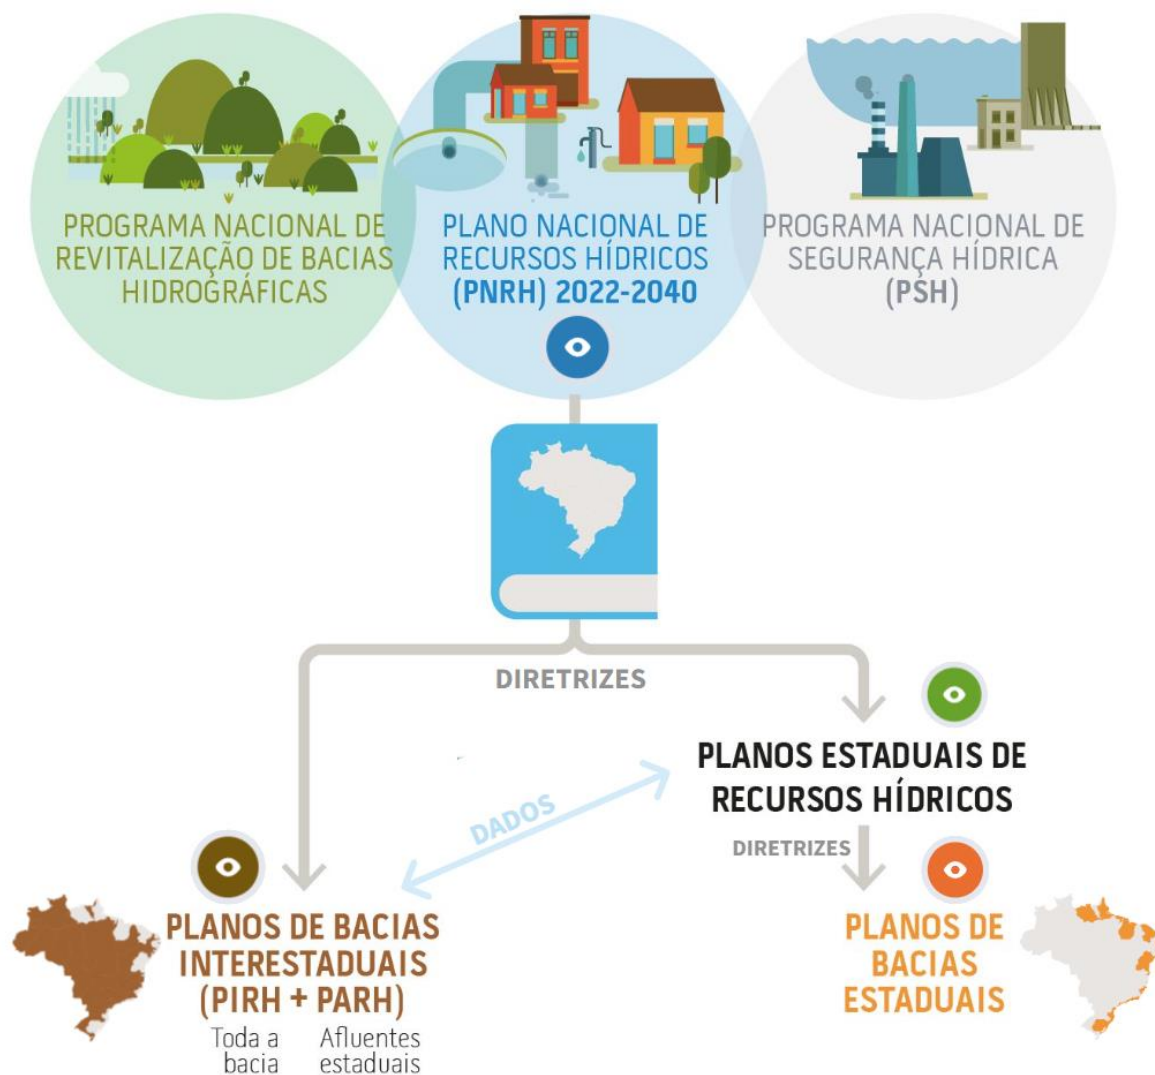 PROGRAMA NACIONAL DE
REVITALIZAÇÃO DE BACIAS
HIDROGRÁFICAS
PLANO NACIONAL DE
RECURSOS HÍDRICOS
(PNRH) 2022-2040
PROGRAMA NACIONAL DE
SEGURANÇA HÍDRICA
(PSH)
DIRETRIZES
PLANOS ESTADUAIS DE
RECURSOS HÍDRICOS
DADOS
DIRETRIZES
PLANOS DE BACIAS
INTERESTADUAIS
(PIRH + PARH)
Toda a
bacia
Afluentes
estaduais
PLANOS DE
BACIAS
ESTADUAIS